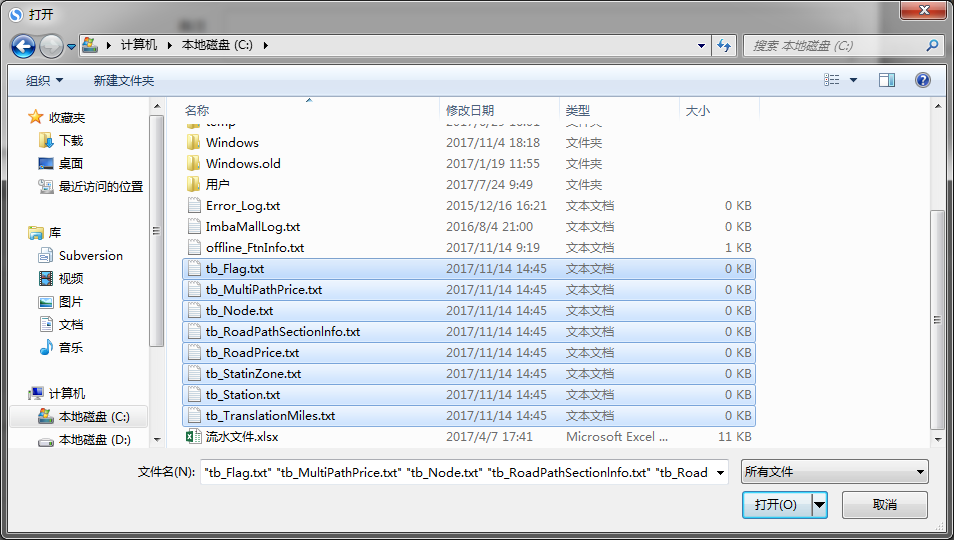 打开
计算机 本地磁盘 (C:)
搜索 本地磁盘 (C:)
组织 新建文件夹
收藏夹
下载
桌面
最近访问的位置
库
Subversion
视频
图片
文档
音乐
计算机
本地磁盘 (C:)
本地磁盘 (D:)
名称 修改日期 类型 大小
Windows 2017/11/4 18:18 文件夹
Windows.old 2017/1/19 11:55 文件夹
用户 2017/7/24 9:49 文件夹
Error_Log.txt 2015/12/16 16:21 文本文档 0 KB
ImbaMallLog.txt 2016/8/4 21:00 文本文档 0 KB
offline_FtnInfo.txt 2017/11/14 9:19 文本文档 1 KB
tb_Flag.txt 2017/11/14 14:45 文本文档 0 KB
tb_MultiPathPrice.txt 2017/11/14 14:45 文本文档 0 KB
tb_Node.txt 2017/11/14 14:45 文本文档 0 KB
tb_RoadPathSectionInfo.txt 2017/11/14 14:45 文本文档 0 KB
tb_RoadPrice.txt 2017/11/14 14:45 文本文档 0 KB
tb_StatinZone.txt 2017/11/14 14:45 文本文档 0 KB
tb_Station.txt 2017/11/14 14:45 文本文档 0 KB
tb_TranslationMiles.txt 2017/11/14 14:45 文本文档 0 KB
流水文件.xlsx 2017/4/7 17:41 Microsoft Excel ... 11 KB
文件名(N): "tb_Flag.txt" "tb_MultiPathPrice.txt" "tb_Node.txt" "tb_RoadPathSectionInfo.txt" "tb_Road
所有文件
打开(O) 取消